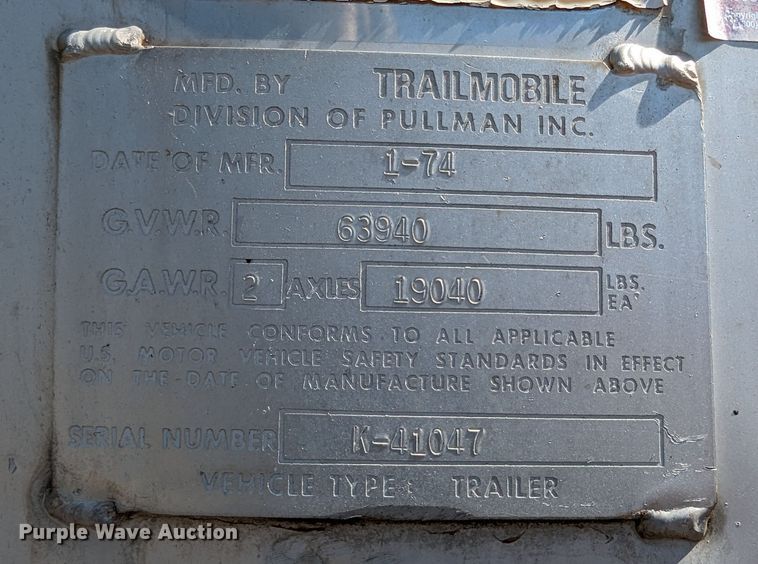 MFD. BY TRAILMOBILE
DIVISION OF PULLMAN INC.
DATE OF MFR. 1-74
G.V.W.R. 63940 LBS.
G.A.W.R. 2 AXLES 19040 LBS. EA.
THIS VEHICLE CONFORMS TO ALL APPLICABLE
U.S. MOTOR VEHICLE SAFETY STANDARDS IN EFFECT
ON THE DATE OF MANUFACTURE SHOWN ABOVE
SERIAL NUMBER K-41047
VEHICLE TYPE: TRAILER
Purple Wave Auction